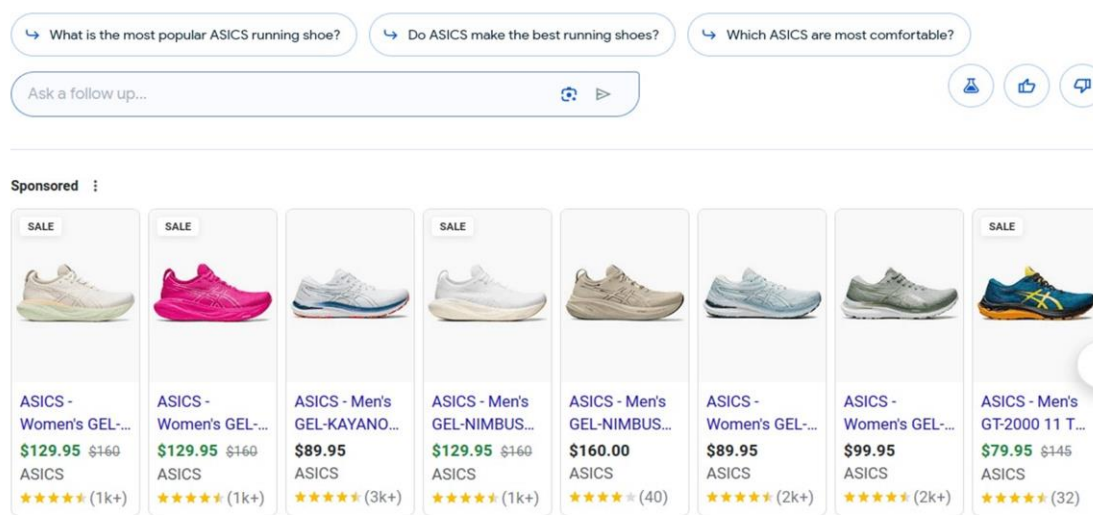 What is the most popular ASICS running shoe?
Do ASICS make the best running shoes?
Which ASICS are most comfortable?
Ask a follow up...
Sponsored
SALE
ASICS -
Women's GEL-...
$129.95 $160
ASICS
(1k+)
SALE
ASICS -
Women's GEL-...
$129.95 $160
ASICS
(1k+)
ASICS - Men's
GEL-KAYANO...
$89.95
ASICS
(3k+)
SALE
ASICS - Men's
GEL-NIMBUS...
$129.95 $160
ASICS
(1k+)
ASICS - Men's
GEL-NIMBUS...
$160.00
ASICS
(40)
ASICS -
Women's GEL-...
$89.95
ASICS
(2k+)
ASICS -
Women's GEL-...
$99.95
ASICS
(2k+)
SALE
ASICS - Men's
GT-2000 11 T...
$79.95 $145
ASICS
(32)